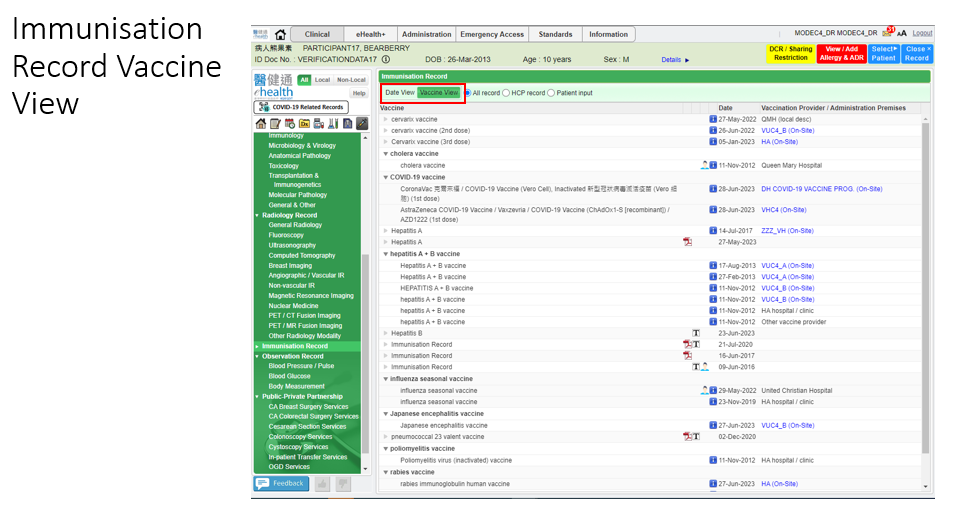 Immunisation
Record Vaccine
View
醫健通
ehealth
Clinical eHealth+ Administration Emergency Access Standards Information
MODEC4_DR MODEC4_DR 51 AA Logout
病人熊黑素 PARTICIPANT17, BEARBERRY
ID Doc No. : VERIFICATIONDATA17
DOB : 26-Mar-2013 Age : 10 years Sex : M Details
DCR / Sharing
Restriction
View / Add
Allergy & ADR
Select
Patient
Close ×
Record
醫健通
ehealth
All Local Non-Local
Help
COVID-19 Related Records
Immunology
Microbiology & Virology
Anatomical Pathology
Toxicology
Transplantation &
Immunogenetics
Molecular Pathology
General & Other
Radiology Record
General Radiology
Fluoroscopy
Ultrasonography
Computed Tomography
Breast Imaging
Angiographic / Vascular IR
Non-vascular IR
Magnetic Resonance Imaging
Nuclear Medicine
PET / CT Fusion Imaging
PET / MR Fusion Imaging
Other Radiology Modality
Immunisation Record
Observation Record
Blood Pressure / Pulse
Blood Glucose
Body Measurement
Public-Private Partnership
CA Breast Surgery Services
CA Colorectal Surgery Services
Cesarean Section Services
Colonoscopy Services
Cystoscopy Services
In-patient Transfer Services
OGD Services
Feedback
Immunisation Record
Date View Vaccine View All record HCP record Patient input
Vaccine Date Vaccination Provider / Administration Premises
cervarix vaccine 27-May-2022 QMH (local desc)
cervarix vaccine (2nd dose) 26-Jun-2022 VUC4_B (On-Site)
Cervarix vaccine (3rd dose) 05-Jan-2023 HA (On-Site)
cholera vaccine
cholera vaccine 11-Nov-2012 Queen Mary Hospital
COVID-19 vaccine
CoronaVac 克爾來福 / COVID-19 Vaccine (Vero Cell), Inactivated 新型冠狀病毒滅活疫苗 (Vero 細
胞) (1st dose) 28-Jun-2023 DH COVID-19 VACCINE PROG. (On-Site)
AstraZeneca COVID-19 Vaccine / Vaxzevria / COVID-19 Vaccine (ChAdOx1-S [recombinant]) /
AZD1222 (1st dose) 28-Jun-2023 VHC4 (On-Site)
Hepatitis A 14-Jul-2017 ZZZ_VH (On-Site)
Hepatitis A 27-May-2023
hepatitis A + B vaccine
Hepatitis A + B vaccine 17-Aug-2013 VUC4_A (On-Site)
Hepatitis A + B vaccine 27-Feb-2013 VUC4_A (On-Site)
HEPATITIS A + B vaccine 11-Nov-2012 VUC4_B (On-Site)
hepatitis A + B vaccine 11-Nov-2012 VUC4_B (On-Site)
hepatitis A + B vaccine 11-Nov-2012 HA hospital / clinic
hepatitis A + B vaccine 11-Nov-2012 Other vaccine provider
Hepatitis B T 23-Jun-2023
Immunisation Record T 21-Jul-2020
Immunisation Record 16-Jun-2017
Immunisation Record T 09-Jun-2016
influenza seasonal vaccine
influenza seasonal vaccine 29-May-2022 United Christian Hospital
influenza seasonal vaccine 23-Nov-2019 HA hospital / clinic
Japanese encephalitis vaccine
Japanese encephalitis vaccine 27-Jun-2023 VUC4_B (On-Site)
pneumococcal 23 valent vaccine T 02-Dec-2020
poliomyelitis vaccine
Poliomyelitis virus (inactivated) vaccine 11-Nov-2012 HA hospital / clinic
rabies vaccine
rabies immunoglobulin human vaccine 27-Jun-2023 HA (On-Site)